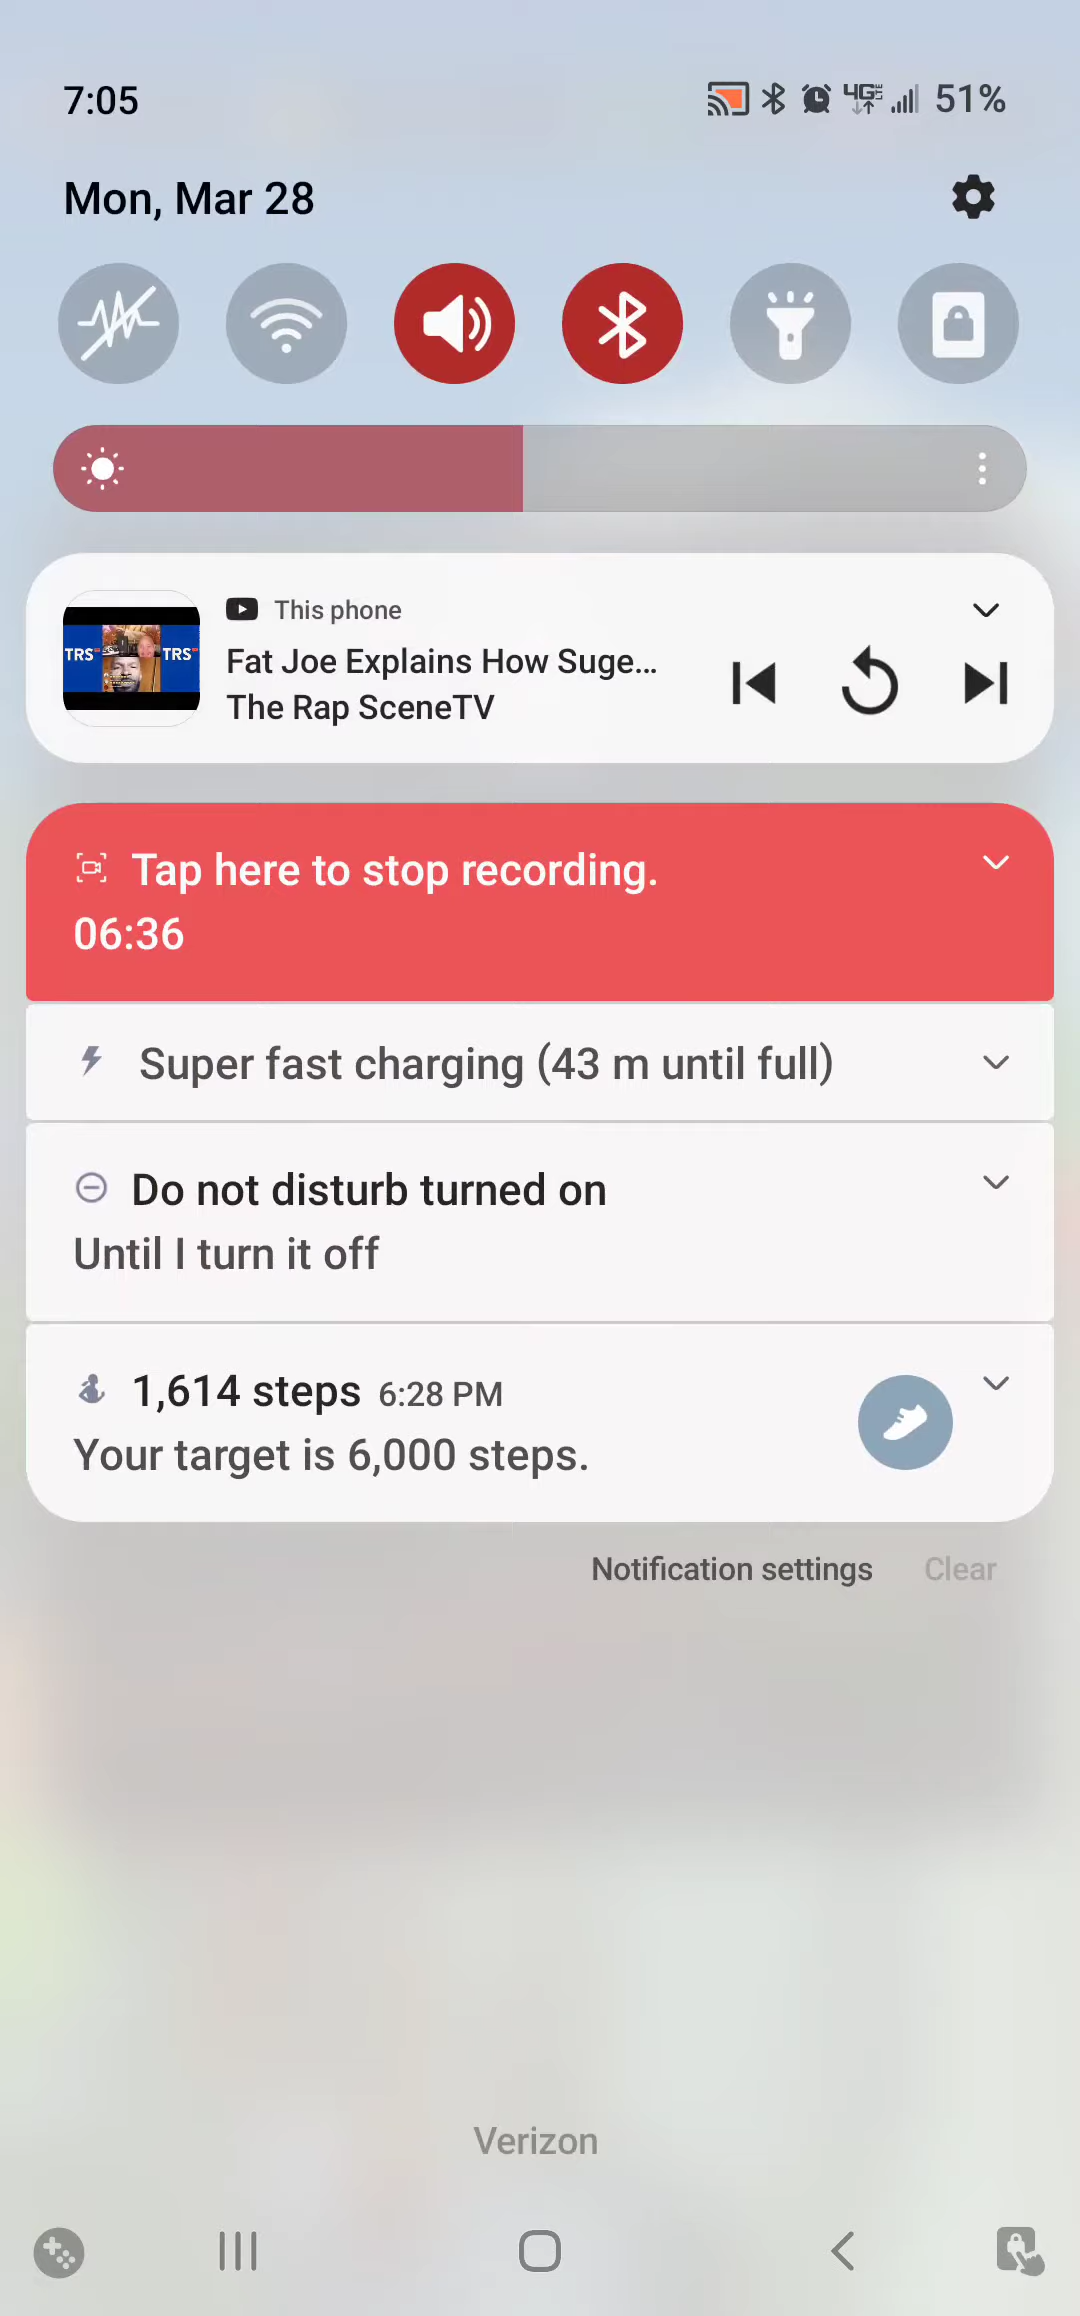 7:05
4G LTE 51%
Mon, Mar 28
TRS TRS
This phone
Fat Joe Explains How Suge...
The Rap SceneTV
Tap here to stop recording.
06:36
Super fast charging (43 m until full)
Do not disturb turned on
Until I turn it off
1,614 steps 6:28 PM
Your target is 6,000 steps.
Notification settings Clear
Verizon